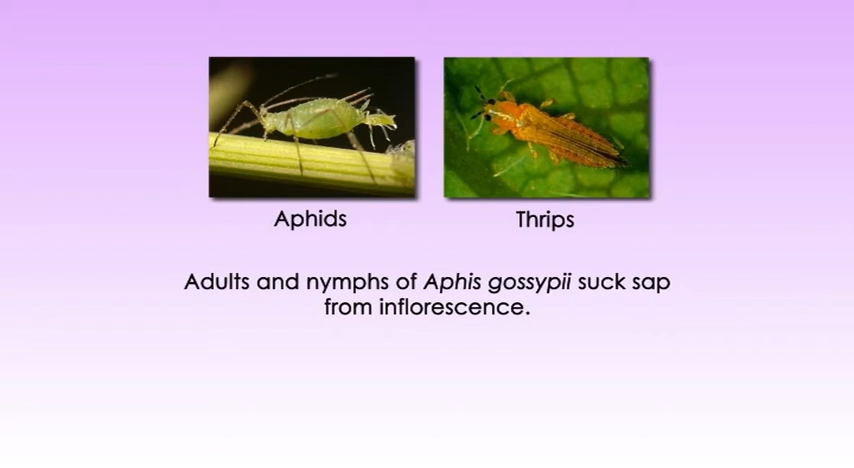 Aphids
Thrips
Adults and nymphs of Aphis gossypii suck sap
from inflorescence.